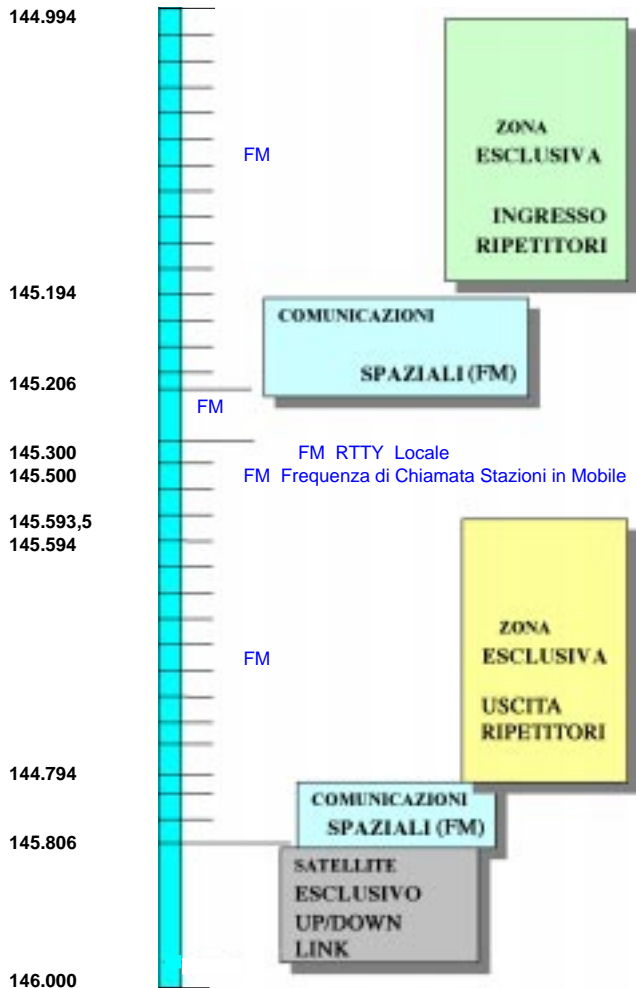 144.994
ZONA
ESCLUSIVA
FM
INGRESSO
RIPETITORI
145.194
COMUNICAZIONI
SPAZIALI (FM)
145.206
FM
145.300
FM RTTY Locale
145.500
FM Frequenza di Chiamata Stazioni in Mobile
145.593,5
145.594
ZONA
ESCLUSIVA
FM
USCITA
RIPETITORI
144.794
COMUNICAZIONI
SPAZIALI (FM)
145.806
SATELLITE
ESCLUSIVO
UP/DOWN
LINK
146.000